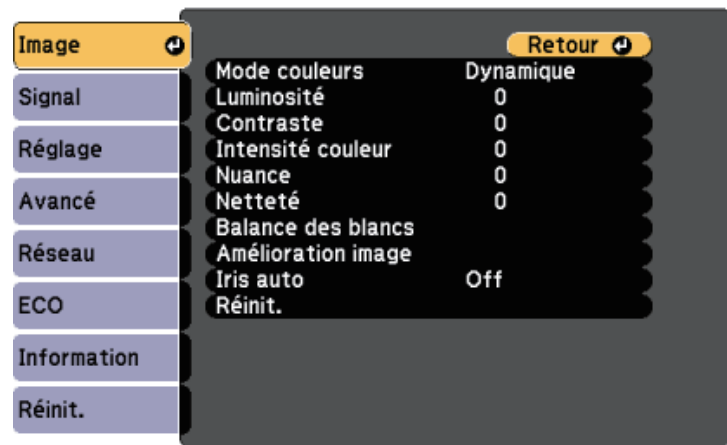 Image
Signal
Réglage
Avancé
Réseau
ECO
Information
Réinit.
Retour
Mode couleurs Dynamique
Luminosité 0
Contraste 0
Intensité couleur 0
Nuance 0
Netteté 0
Balance des blancs
Amélioration image
Iris auto Off
Réinit.